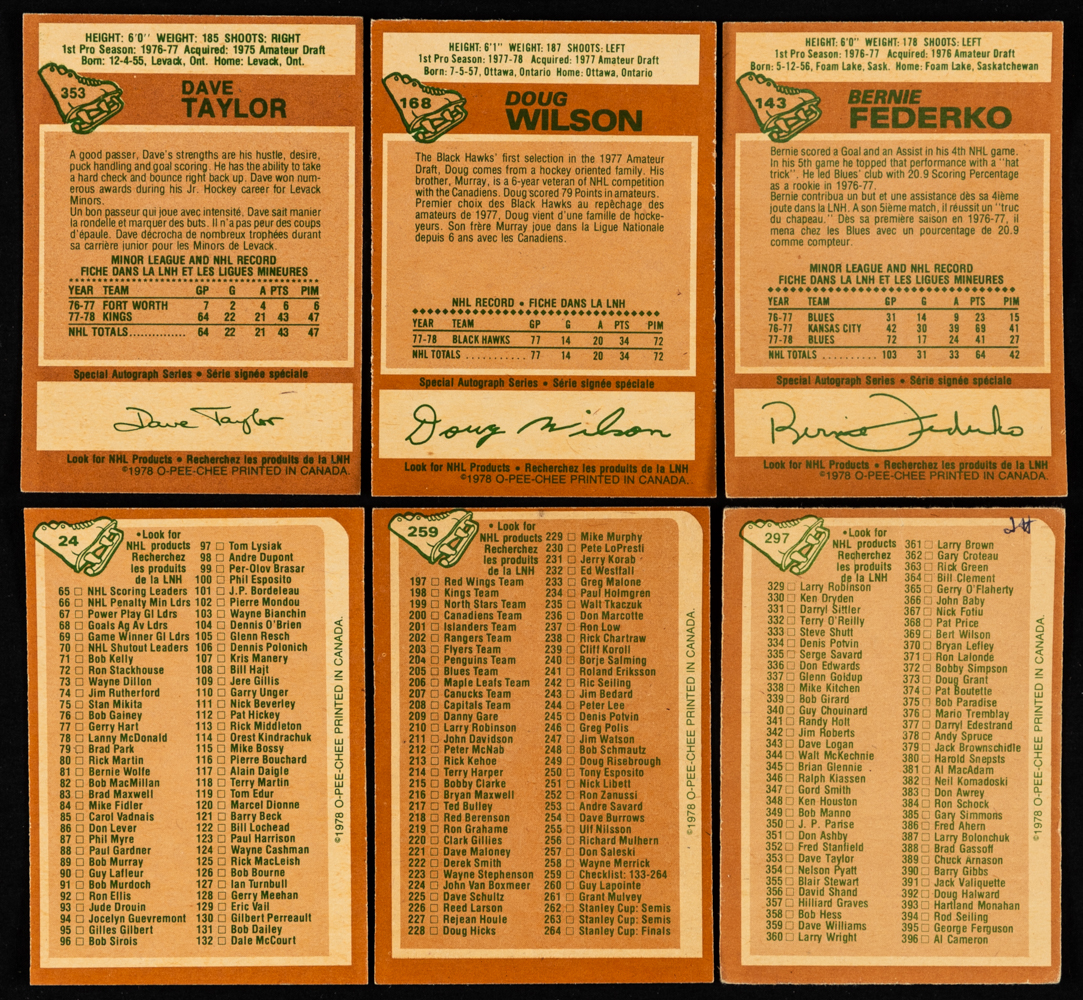 HEIGHT: 6'0'' WEIGHT: 185 SHOOTS: RIGHT
1st Pro Season: 1976-77 Acquired: 1975 Amateur Draft
Born: 12-4-55, Levack, Ont. Home: Levack, Ont.
353
DAVE
TAYLOR
A good passer, Dave's strengths are his hustle, desire,
puck handling and goal scoring. He has the ability to take
a hard check and bounce right back up. Dave won num-
erous awards during his Jr. Hockey career for Levack
Minors.
Un bon passeur qui joue avec intensité. Dave sait manier
la rondelle et marquer des buts. Il n'a pas peur des coups
d'épaule. Dave décrocha de nombreux trophées durant
sa carrière junior pour les Minors de Levack.
MINOR LEAGUE AND NHL RECORD
FICHE DANS LA LNH ET LES LIGUES MINEURES
YEAR TEAM GP G A PTS PIM
76-77 FORT WORTH 7 2 4 6 6
77-78 KINGS 64 22 21 43 47
NHL TOTALS............... 64 22 21 43 47
Special Autograph Series • Série signée spéciale
Dave Taylor
Look for NHL Products • Recherchez les produits de la LNH
©1978 O-PEE-CHEE PRINTED IN CANADA.
HEIGHT: 6'1'' WEIGHT: 187 SHOOTS: LEFT
1st Pro Season: 1977-78 Acquired: 1977 Amateur Draft
Born: 7-5-57, Ottawa, Ontario Home: Ottawa, Ontario
168
DOUG
WILSON
The Black Hawks' first selection in the 1977 Amateur
Draft, Doug comes from a hockey oriented family. His
brother, Murray, is a 6-year veteran of NHL competition
with the Canadiens. Doug scored 79 Points in amateurs.
Premier choix des Black Hawks au repêchage des
amateurs de 1977, Doug vient d'une famille de hocke-
yeurs. Son frère Murray joue dans la Ligue Nationale
depuis 6 ans avec les Canadiens.
NHL RECORD • FICHE DANS LA LNH
YEAR TEAM GP G A PTS PIM
77-78 BLACK HAWKS 77 14 20 34 72
NHL TOTALS ........... 77 14 20 34 72
Special Autograph Series • Série signée spéciale
Doug Wilson
Look for NHL Products • Recherchez les produits de la LNH
©1978 O-PEE-CHEE PRINTED IN CANADA.
HEIGHT: 6'0'' WEIGHT: 178 SHOOTS: LEFT
1st Pro Season: 1976-77 Acquired: 1976 Amateur Draft
Born: 5-12-56, Foam Lake, Sask. Home: Foam Lake, Saskatchewan
143
BERNIE
FEDERKO
Bernie scored a Goal and an Assist in his 4th NHL game.
In his 5th game he topped that performance with a "hat
trick". He led Blues' club with 20.9 Scoring Percentage
as a rookie in 1976-77.
Bernie contribua un but et une assistance dès sa 4ième
joute dans la LNH. A son 5ième match, il réussit un "truc
du chapeau." Dès sa première saison en 1976-77, il
mena chez les Blues avec un pourcentage de 20.9
comme compteur.
MINOR LEAGUE AND NHL RECORD
FICHE DANS LA LNH ET LES LIGUES MINEURES
YEAR TEAM GP G A PTS PIM
76-77 BLUES 31 14 9 23 15
76-77 KANSAS CITY 42 30 39 69 41
77-78 BLUES 72 17 24 41 27
NHL TOTALS .......... 103 31 33 64 42
Special Autograph Series • Série signée spéciale
Bernie Federko
Look for NHL Products • Recherchez les produits de la LNH
©1978 O-PEE-CHEE PRINTED IN CANADA.
24
• Look for
NHL products
Recherchez
les produits
de la LNH
65 NHL Scoring Leaders
66 NHL Penalty Min Ldrs
67 Power Play Gl Ldrs
68 Goals Ag Av Ldrs
69 Game Winner Gl Ldrs
70 NHL Shutout Leaders
71 Bob Kelly
72 Ron Stackhouse
73 Wayne Dillon
74 Jim Rutherford
75 Stan Mikita
76 Bob Gainey
77 Gerry Hart
78 Lanny McDonald
79 Brad Park
80 Rick Martin
81 Bernie Wolfe
82 Bob MacMillan
83 Brad Maxwell
84 Mike Fidler
85 Carol Vadnais
86 Don Lever
87 Phil Myre
88 Paul Gardner
89 Bob Murray
90 Guy Lafleur
91 Bob Murdoch
92 Ron Ellis
93 Jude Drouin
94 Jocelyn Guevremont
95 Gilles Gilbert
96 Bob Sirois
97 Tom Lysiak
98 Andre Dupont
99 Per-Olov Brasar
100 Phil Esposito
101 J.P. Bordeleau
102 Pierre Mondou
103 Wayne Bianchin
104 Dennis O'Brien
105 Glenn Resch
106 Dennis Polonich
107 Kris Manery
108 Bill Hajt
109 Jere Gillis
110 Garry Unger
111 Nick Beverley
112 Pat Hickey
113 Rick Middleton
114 Orest Kindrachuk
115 Mike Bossy
116 Pierre Bouchard
117 Alain Daigle
118 Terry Martin
119 Tom Edur
120 Marcel Dionne
121 Barry Beck
122 Bill Lochead
123 Paul Harrison
124 Wayne Cashman
125 Rick MacLeish
126 Bob Bourne
127 Ian Turnbull
128 Gerry Meehan
129 Eric Vail
130 Gilbert Perreault
131 Bob Dailey
132 Dale McCourt
©1978 O-PEE-CHEE PRINTED IN CANADA.
259
• Look for
NHL products
Recherchez
les produits
de la LNH
197 Red Wings Team
198 Kings Team
199 North Stars Team
200 Canadiens Team
201 Islanders Team
202 Rangers Team
203 Flyers Team
204 Penguins Team
205 Blues Team
206 Maple Leafs Team
207 Canucks Team
208 Capitals Team
209 Danny Gare
210 Larry Robinson
211 John Davidson
212 Peter McNab
213 Rick Kehoe
214 Terry Harper
215 Bobby Clarke
216 Bryan Maxwell
217 Ted Bulley
218 Red Berenson
219 Ron Grahame
220 Clark Gillies
221 Dave Maloney
222 Derek Smith
223 Wayne Stephenson
224 John Van Boxmeer
225 Dave Schultz
226 Reed Larson
227 Rejean Houle
228 Doug Hicks
229 Mike Murphy
230 Pete LoPresti
231 Jerry Korab
232 Ed Westfall
233 Greg Malone
234 Paul Holmgren
235 Walt Tkaczuk
236 Don Marcotte
237 Ron Low
238 Rick Chartraw
239 Cliff Koroll
240 Borje Salming
241 Roland Eriksson
242 Ric Seiling
243 Jim Bedard
244 Peter Lee
245 Denis Potvin
246 Greg Polis
247 Jim Watson
248 Bob Schmautz
249 Doug Risebrough
250 Tony Esposito
251 Nick Libett
252 Ron Zanussi
253 Andre Savard
254 Dave Burrows
255 Ulf Nilsson
256 Richard Mulhern
257 Don Saleski
258 Wayne Merrick
259 Checklist: 133-264
260 Guy Lapointe
261 Grant Mulvey
262 Stanley Cup: Semis
263 Stanley Cup: Semis
264 Stanley Cup: Finals
©1978 O-PEE-CHEE PRINTED IN CANADA.
297
• Look for
NHL products
Recherchez
les produits
de la LNH
329 Larry Robinson
330 Ken Dryden
331 Darryl Sittler
332 Terry O'Reilly
333 Steve Shutt
334 Denis Potvin
335 Serge Savard
336 Don Edwards
337 Glenn Goldup
338 Mike Kitchen
339 Bob Girard
340 Guy Chouinard
341 Randy Holt
342 Jim Roberts
343 Dave Logan
344 Walt McKechnie
345 Brian Glennie
346 Ralph Klassen
347 Gord Smith
348 Ken Houston
349 Bob Manno
350 J. P. Parise
351 Don Ashby
352 Fred Stanfield
353 Dave Taylor
354 Nelson Pyatt
355 Blair Stewart
356 David Shand
357 Hilliard Graves
358 Bob Hess
359 Dave Williams
360 Larry Wright
361 Larry Brown
362 Gary Croteau
363 Rick Green
364 Bill Clement
365 Gerry O'Flaherty
366 John Baby
367 Nick Fotiu
368 Pat Price
369 Bert Wilson
370 Bryan Lefley
371 Ron Lalonde
372 Bobby Simpson
373 Doug Grant
374 Pat Boutette
375 Bob Paradise
376 Mario Tremblay
377 Darryl Edestrand
378 Andy Spruce
379 Jack Brownschidle
380 Harold Snepsts
381 Al MacAdam
382 Neil Komadoski
383 Don Awrey
384 Ron Schock
385 Gary Simmons
386 Fred Ahern
387 Larry Bolonchuk
388 Brad Gassoff
389 Chuck Arnason
390 Barry Gibbs
391 Jack Valiquette
392 Doug Halward
393 Hartland Monahan
394 Rod Seiling
395 George Ferguson
396 Al Cameron
©1978 O-PEE-CHEE PRINTED IN CANADA.